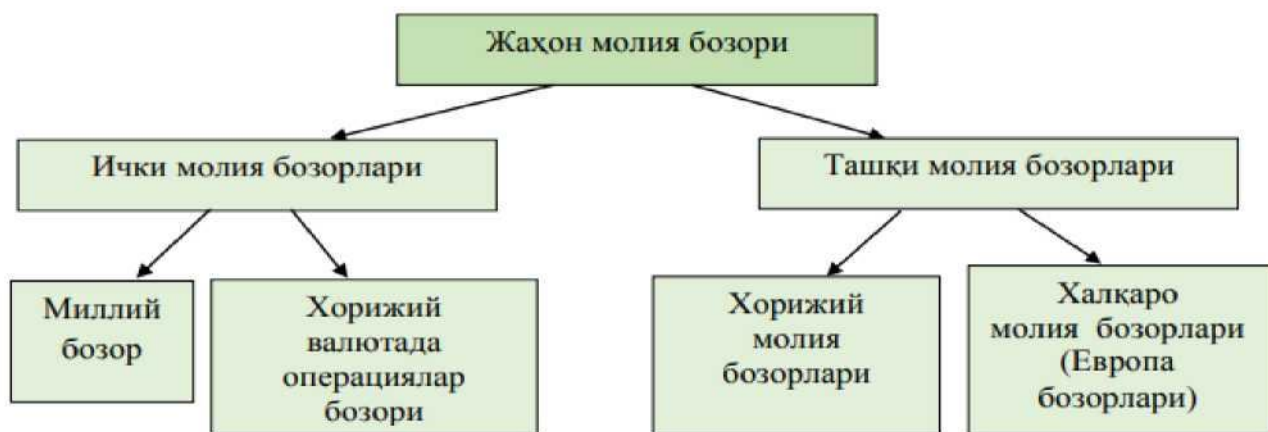 Жаҳон молия бозори
Ички молия бозорлари
Ташқи молия бозорлари
Миллий
бозор
Хорижий
валютада
операциялар
бозори
Хорижий
молия
бозорлари
Халқаро
молия бозорлари
(Европа
бозорлари)